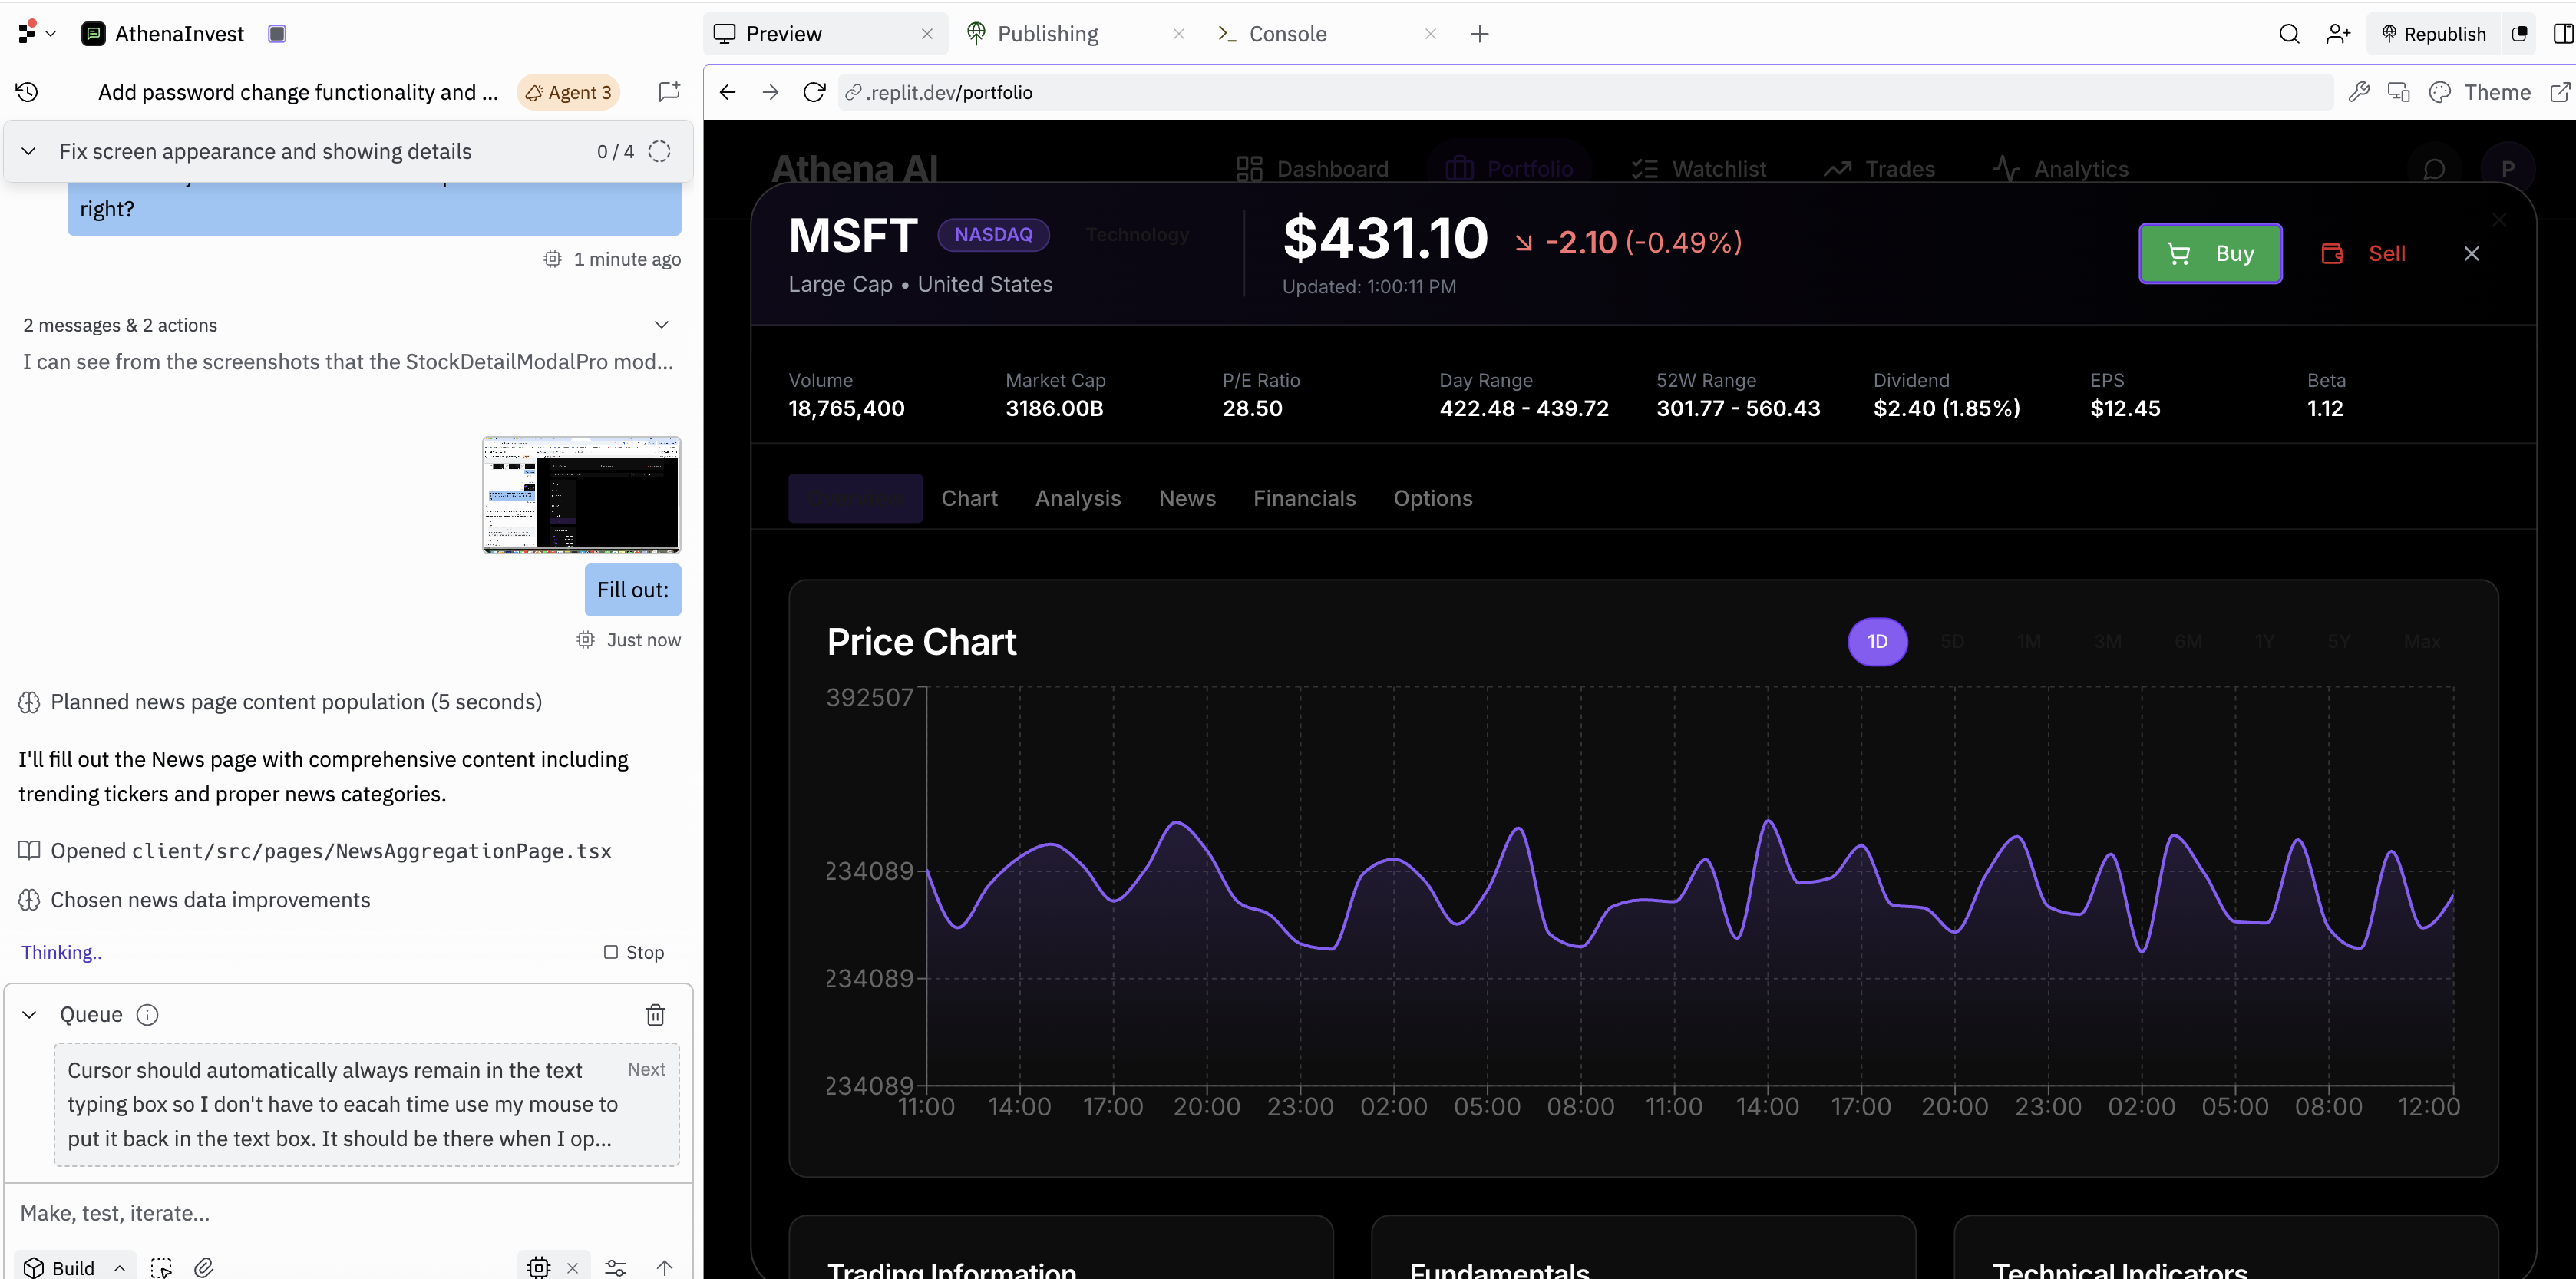 AthenaInvest
Preview
Publishing
Console
Republish
Add password change functionality and ...
Agent 3
.replit.dev/portfolio
Theme
Fix screen appearance and showing details
0 / 4
right?
1 minute ago
2 messages & 2 actions
I can see from the screenshots that the StockDetailModalPro mod...
Fill out:
Just now
Planned news page content population (5 seconds)
I'll fill out the News page with comprehensive content including
trending tickers and proper news categories.
Opened client/src/pages/NewsAggregationPage.tsx
Chosen news data improvements
Thinking..
Stop
Queue
Cursor should automatically always remain in the text
Next
typing box so I don't have to eacah time use my mouse to
put it back in the text box. It should be there when I op...
Make, test, iterate...
Build
Athena AI
Dashboard
Portfolio
Watchlist
Trades
Analytics
P
MSFT
NASDAQ
Technology
Large Cap • United States
$431.10
-2.10 (-0.49%)
Updated: 1:00:11 PM
Buy
Sell
Volume
18,765,400
Market Cap
3186.00B
P/E Ratio
28.50
Day Range
422.48 - 439.72
52W Range
301.77 - 560.43
Dividend
$2.40 (1.85%)
EPS
$12.45
Beta
1.12
Chart
Analysis
News
Financials
Options
Price Chart
1D
5D
1M
3M
6M
1Y
5Y
Max
392507
234089
234089
234089
11:00
14:00
17:00
20:00
23:00
02:00
05:00
08:00
11:00
14:00
17:00
20:00
23:00
02:00
05:00
08:00
12:00
Trading Information
Fundamentals
Technical Indicators